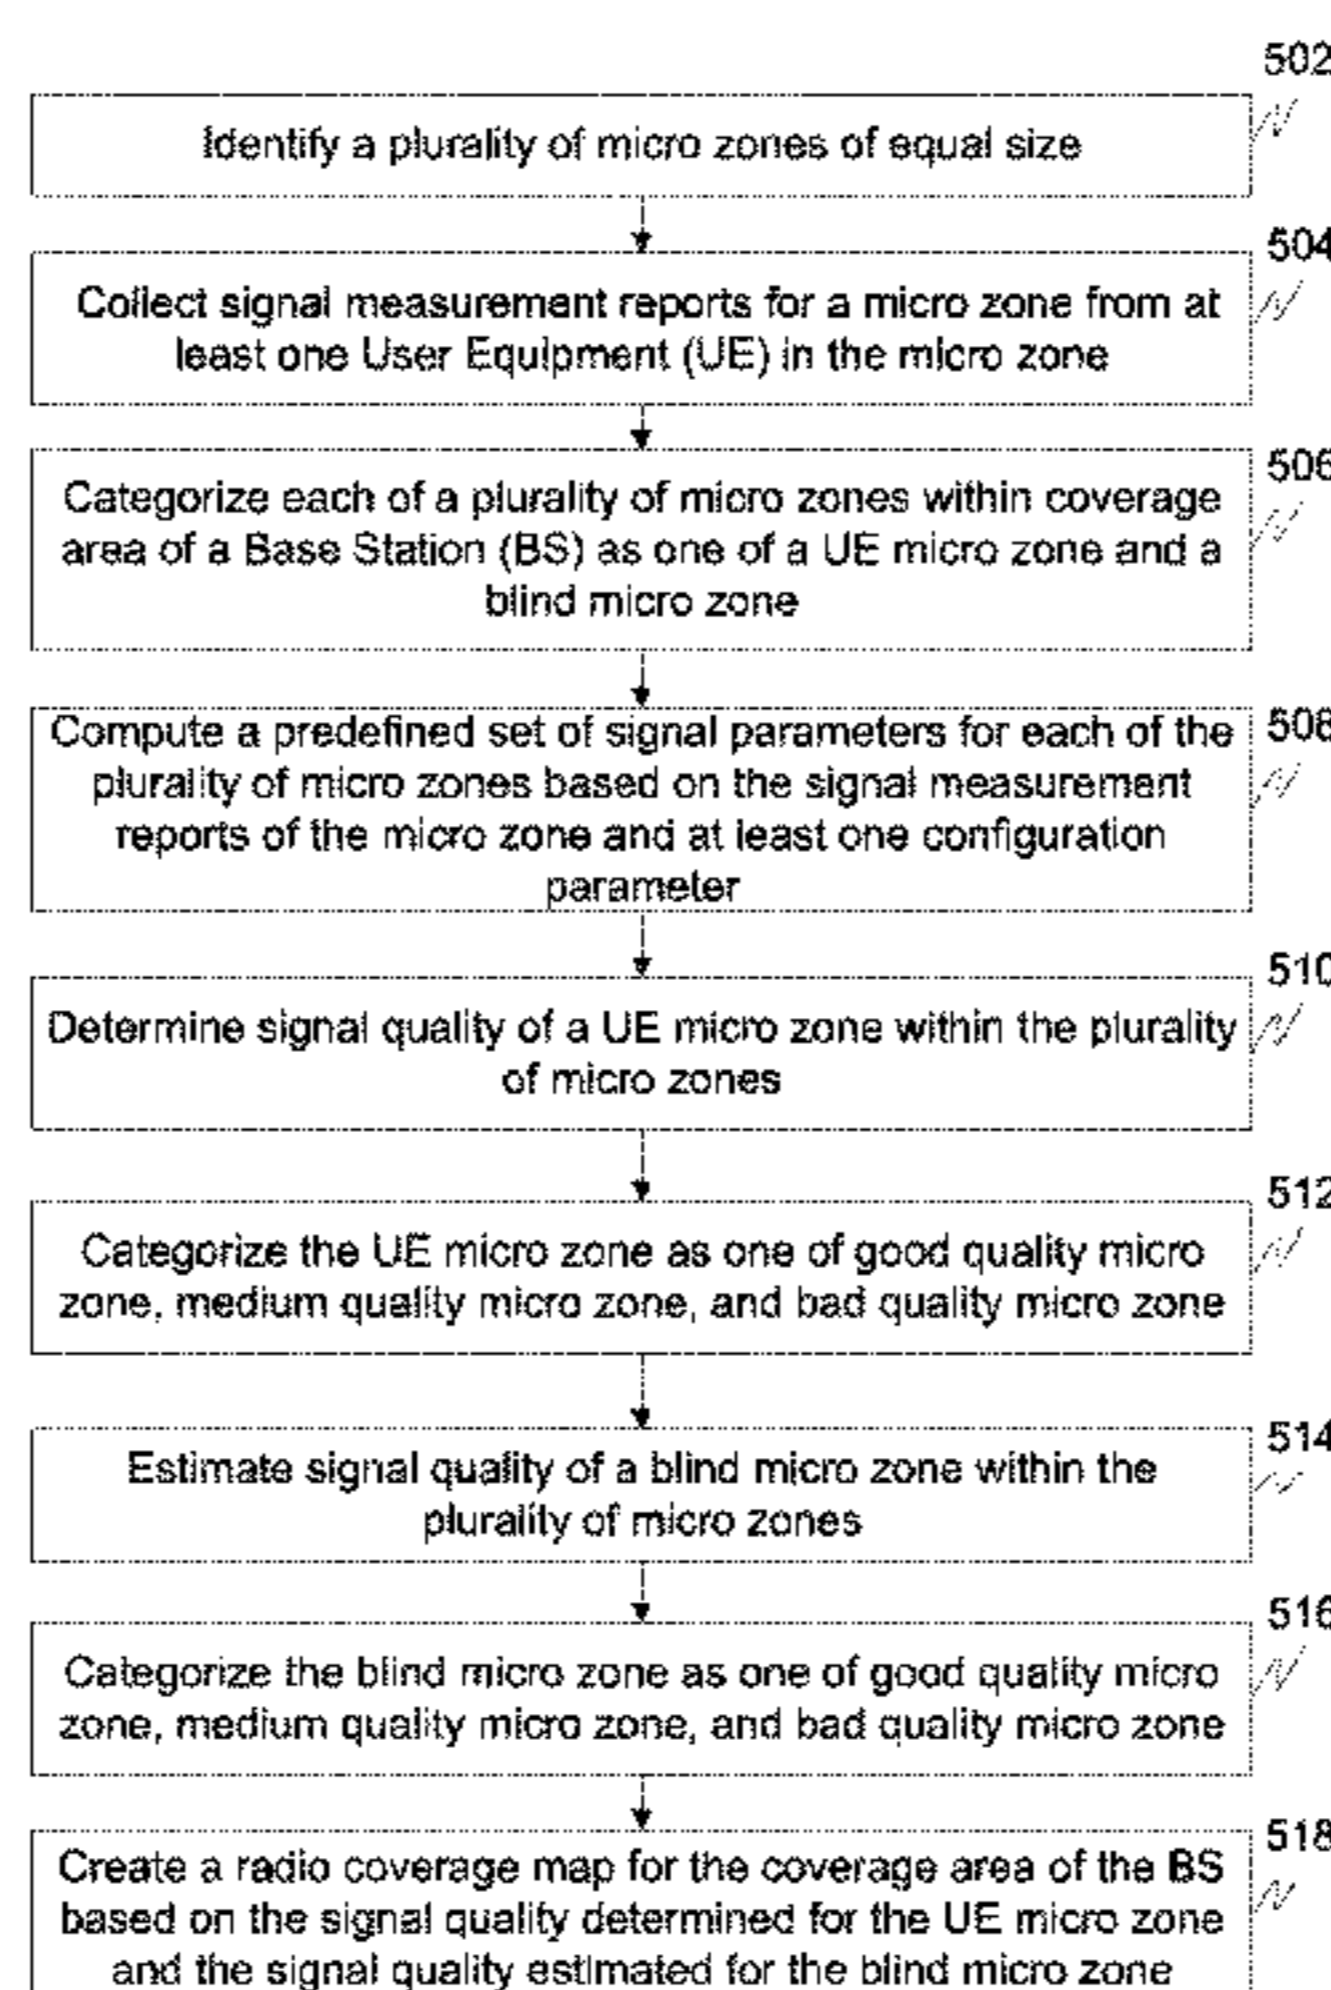 502
Identify a plurality of micro zones of equal size
504
Collect signal measurement reports for a micro zone from at
least one User Equipment (UE) in the micro zone
506
Categorize each of a plurality of micro zones within coverage
area of a Base Station (BS) as one of a UE micro zone and a
blind micro zone
508
Compute a predefined set of signal parameters for each of the
plurality of micro zones based on the signal measurement
reports of the micro zone and at least one configuration
parameter
510
Determine signal quality of a UE micro zone within the plurality
of micro zones
512
Categorize the UE micro zone as one of good quality micro
zone, medium quality micro zone, and bad quality micro zone
514
Estimate signal quality of a blind micro zone within the
plurality of micro zones
516
Categorize the blind micro zone as one of good quality micro
zone, medium quality micro zone, and bad quality micro zone
518
Create a radio coverage map for the coverage area of the BS
based on the signal quality determined for the UE micro zone
and the signal quality estimated for the blind micro zone